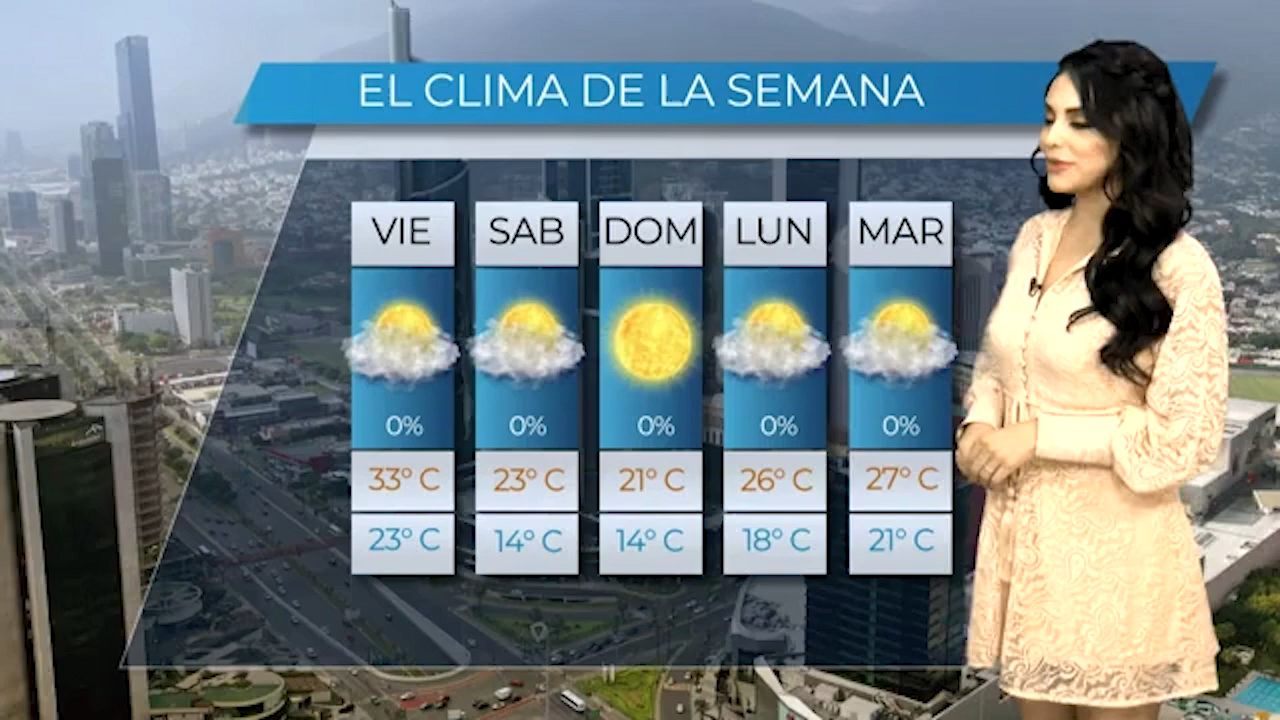 EL CLIMA DE LA SEMANA
VIE SAB DOM LUN MAR
0% 0% 0% 0% 0%
33° C 23° C 21° C 26° C 27° C
23° C 14° C 14° C 18° C 21° C